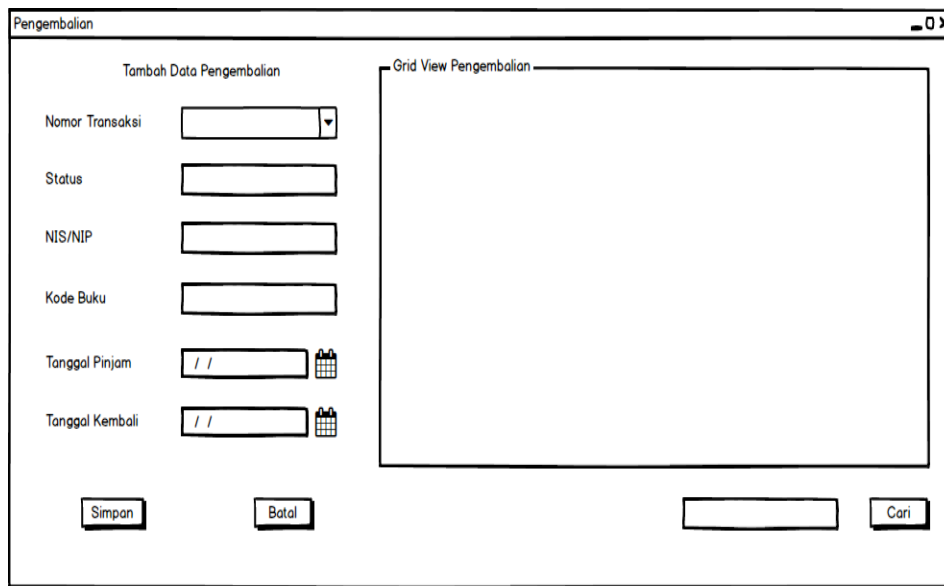 Pengembalian
Tambah Data Pengembalian
Nomor Transaksi
Status
NIS/NIP
Kode Buku
Tanggal Pinjam
/ /
Tanggal Kembali
/ /
Simpan
Batal
Grid View Pengembalian
Cari